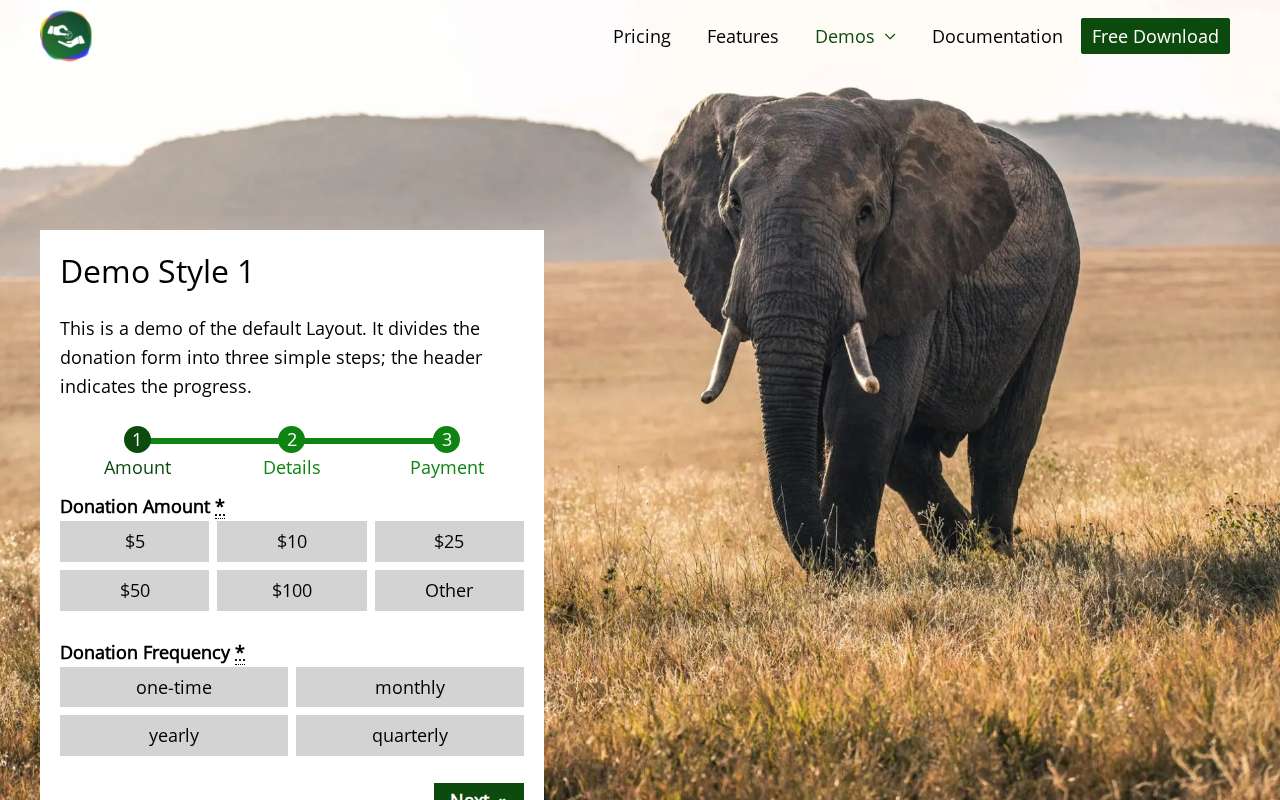 Pricing
Features
Demos
Documentation
Free Download
Demo Style 1
This is a demo of the default Layout. It divides the
donation form into three simple steps; the header
indicates the progress.
1
2
3
Amount
Details
Payment
Donation Amount *
$5
$10
$25
$50
$100
Other
Donation Frequency *
one-time
monthly
yearly
quarterly
Next »